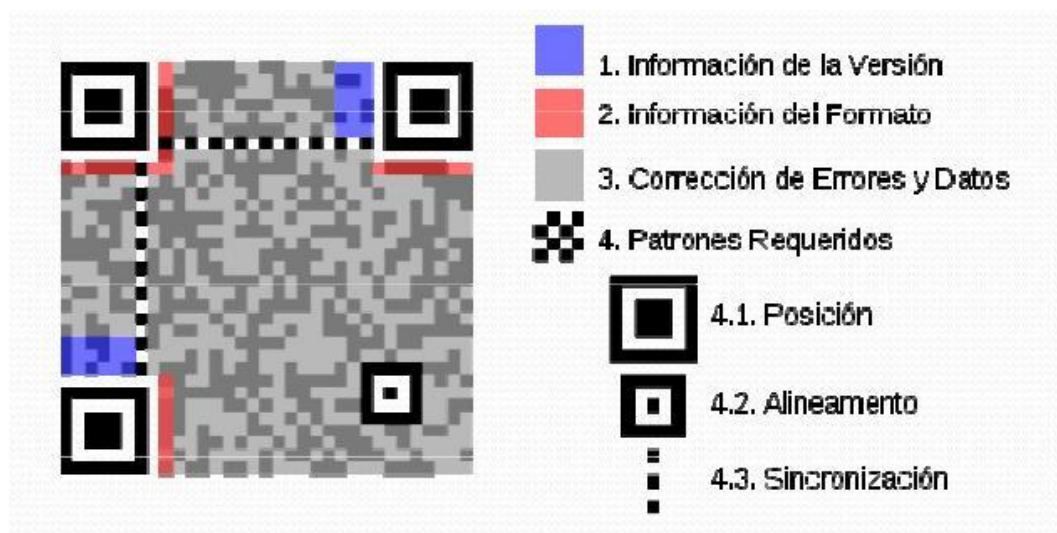 1. Información de la Versión
2. Información del Formato
3. Corrección de Errores y Datos
4. Patrones Requeridos
4.1. Posición
4.2. Alineamento
4.3. Sincronización